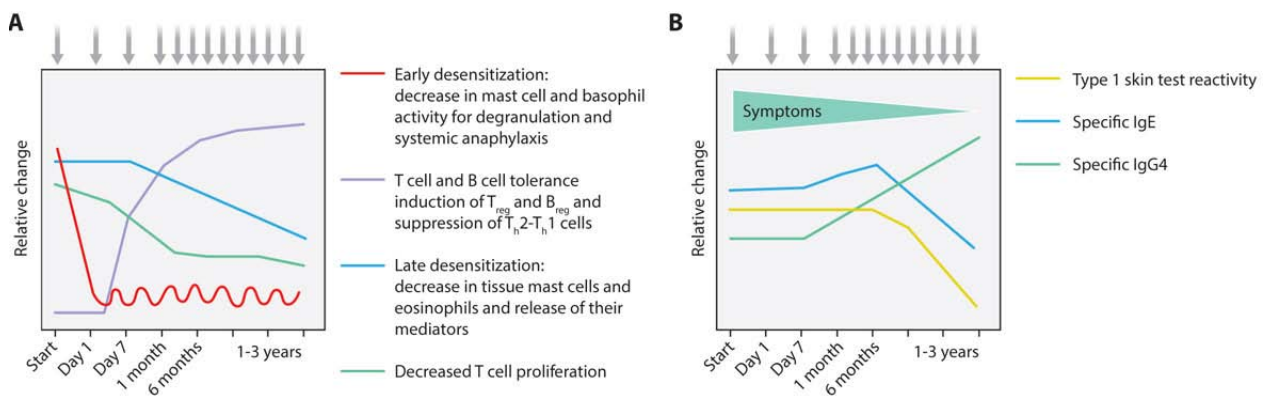 A
Relative change
Start
Day 1
Day 7
1 month
6 months
1-3 years
Early desensitization:
decrease in mast cell and basophil
activity for degranulation and
systemic anaphylaxis
T cell and B cell tolerance
induction of Treg and Breg and
suppression of Th2-Th1 cells
Late desensitization:
decrease in tissue mast cells and
eosinophils and release of their
mediators
Decreased T cell proliferation
B
Relative change
Symptoms
Start
Day 1
Day 7
1 month
6 months
1-3 years
Type 1 skin test reactivity
Specific IgE
Specific IgG4